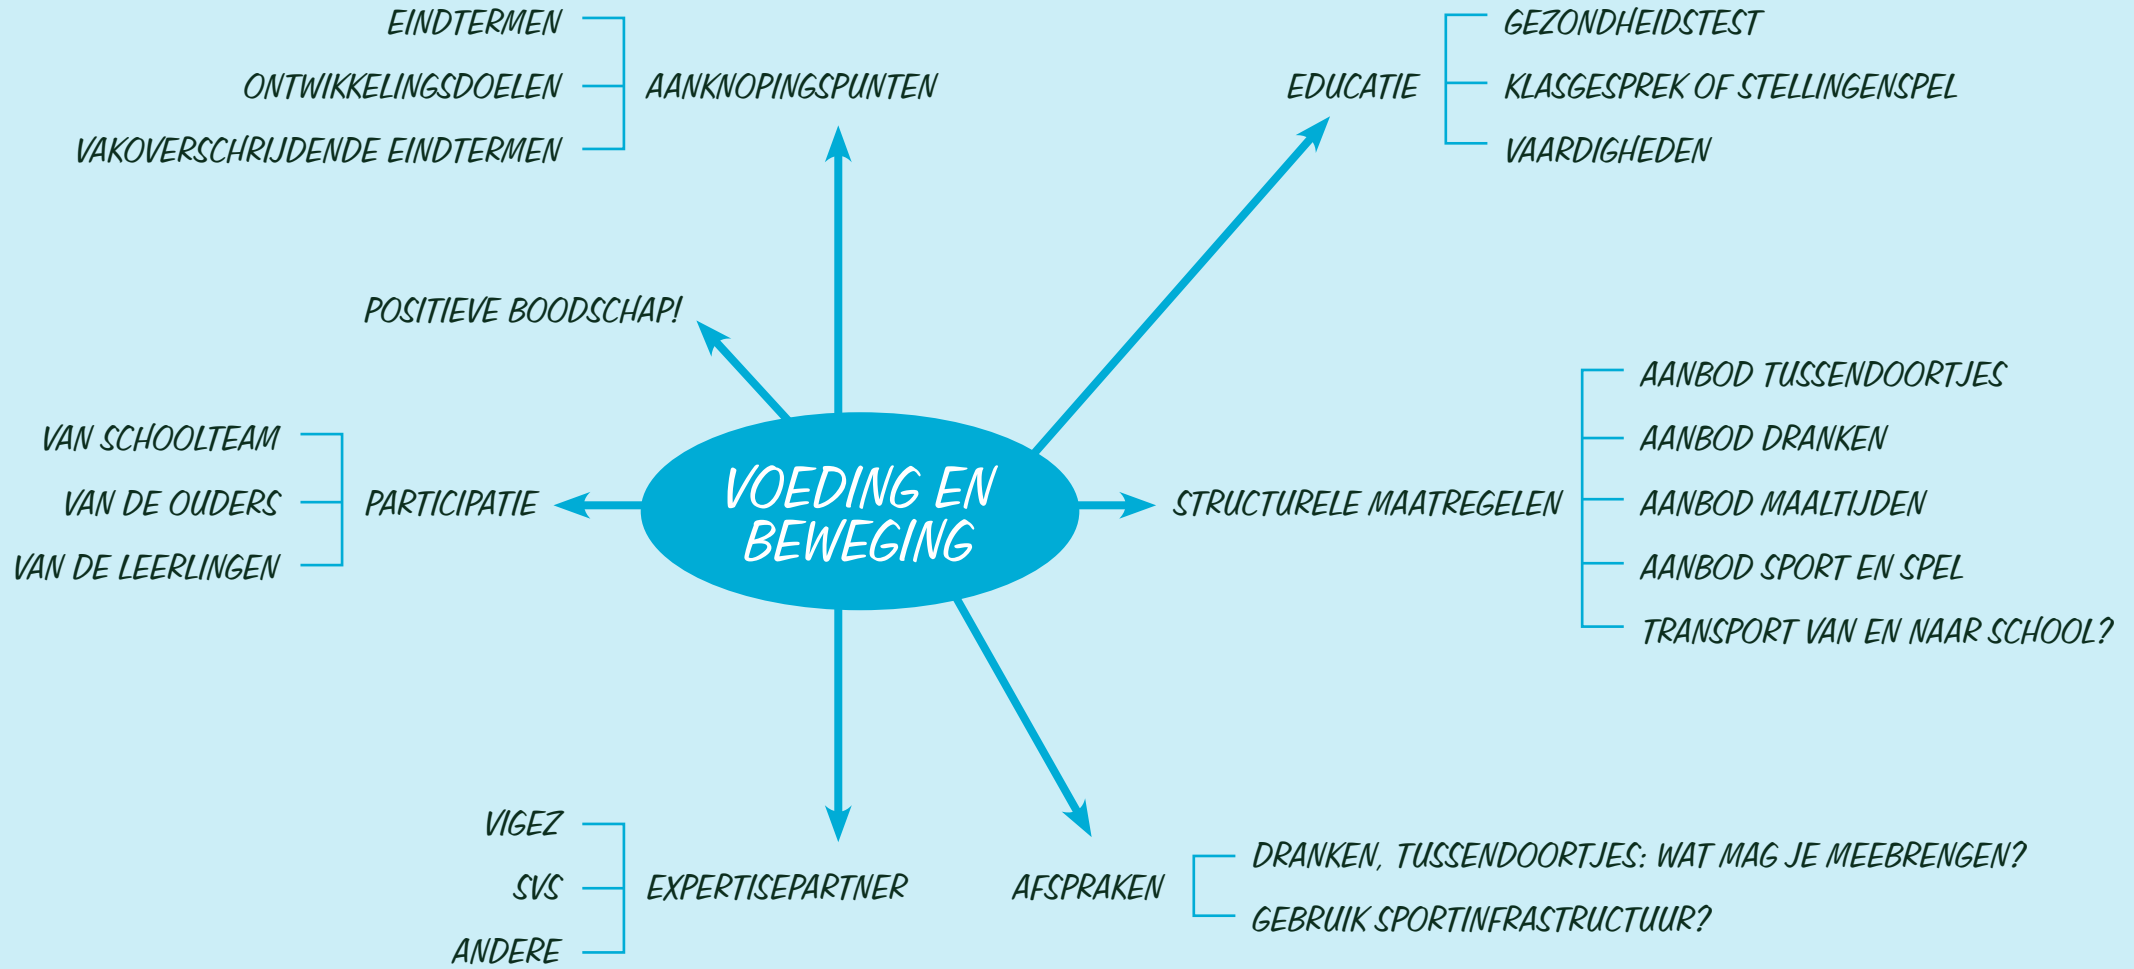 EINDTERMEN
ONTWIKKELINGSDOELEN
VAKOVERSCHRIJDENDE EINDTERMEN
AANKNOPINGSPUNTEN
EDUCATIE
GEZONDHEIDSTEST
KLASGESPREK OF STELLINGENSPEL
VAARDIGHEDEN
POSITIEVE BOODSCHAP!
VAN SCHOOLTEAM
VAN DE OUDERS
VAN DE LEERLINGEN
PARTICIPATIE
VOEDING EN
BEWEGING
STRUCTURELE MAATREGELEN
AANBOD TUSSENDOORTJES
AANBOD DRANKEN
AANBOD MAALTIJDEN
AANBOD SPORT EN SPEL
TRANSPORT VAN EN NAAR SCHOOL?
VIGEZ
SVS
ANDERE
EXPERTISEPARTNER
AFSPRAKEN
DRANKEN, TUSSENDOORTJES: WAT MAG JE MEEBRENGEN?
GEBRUIK SPORTINFRASTRUCTUUR?